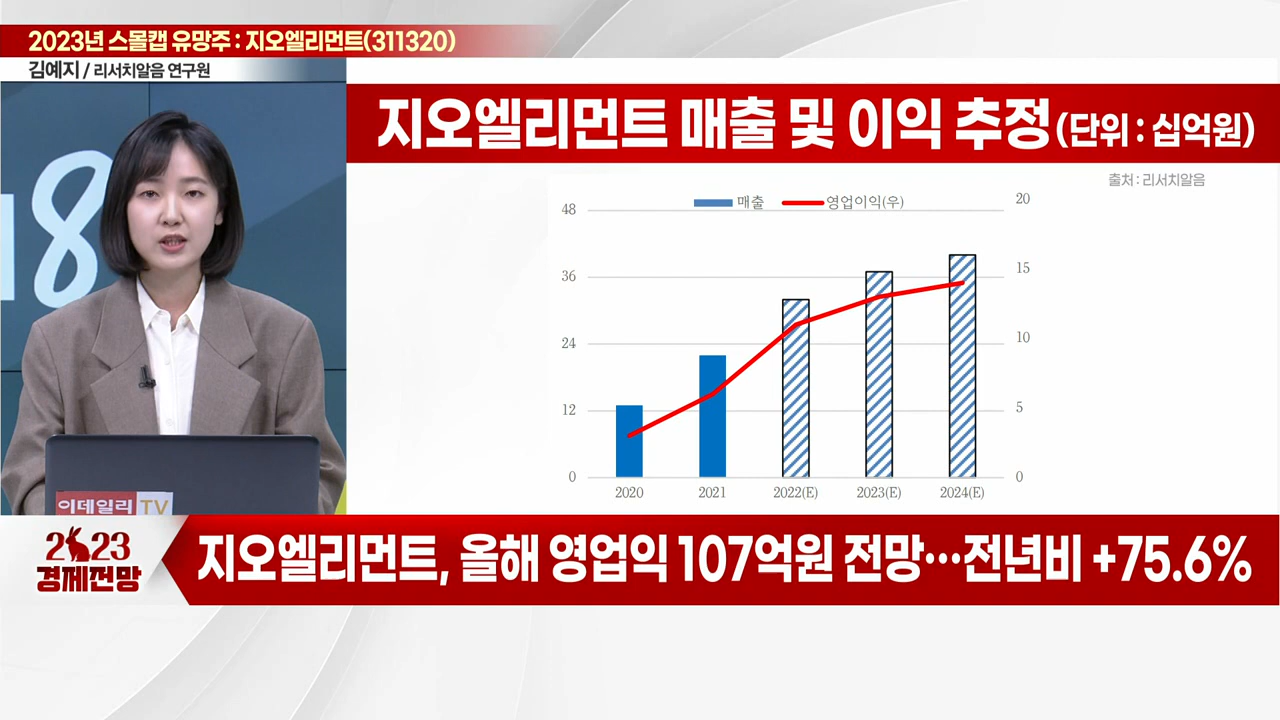 2023년 스몰캡 유망주 : 지오엘리먼트(311320)
김예지 / 리서치알음 연구원
8
지오엘리먼트 매출 및 이익 추정(단위 : 십억원)
출처 : 리서치알음
매출 영업이익(우)
48
36
24
12
0
20
15
10
5
0
2020 2021 2022(E) 2023(E) 2024(E)
이데일리 TV
2023
경제전망
지오엘리먼트, 올해 영업익 107억원 전망…전년비 +75.6%